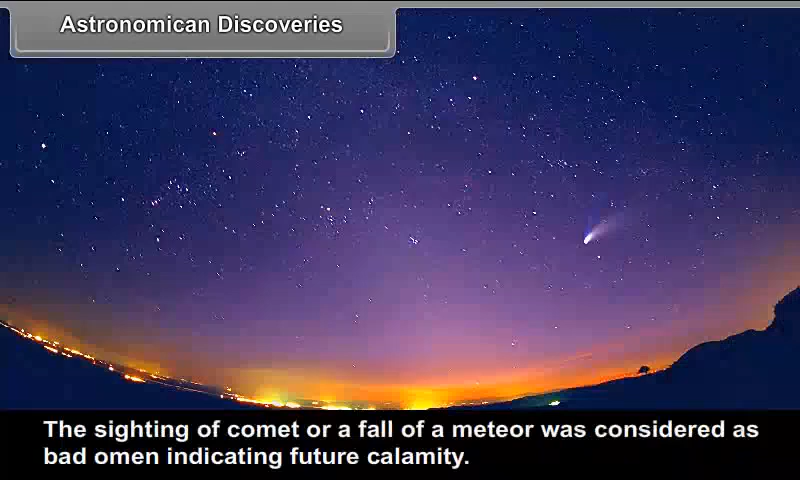 Astronomican Discoveries
The sighting of comet or a fall of a meteor was considered as
bad omen indicating future calamity.